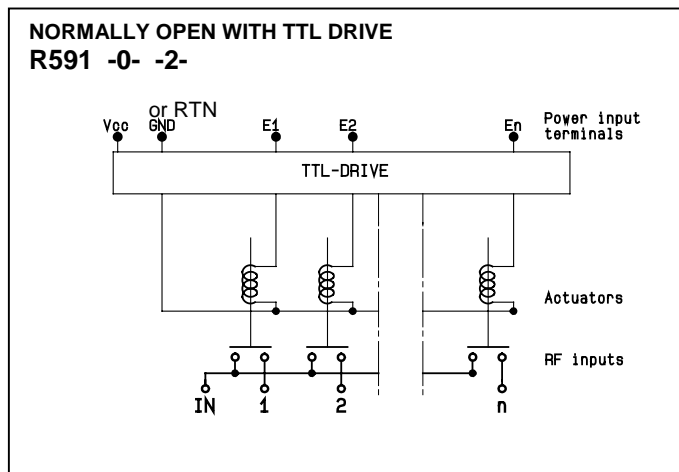 NORMALLY OPEN WITH TTL DRIVE
R591 -0- -2-
or RTN
Vcc GND E1 E2 En Power input
terminals
TTL-DRIVE
Actuators
RF inputs
IN 1 2 n